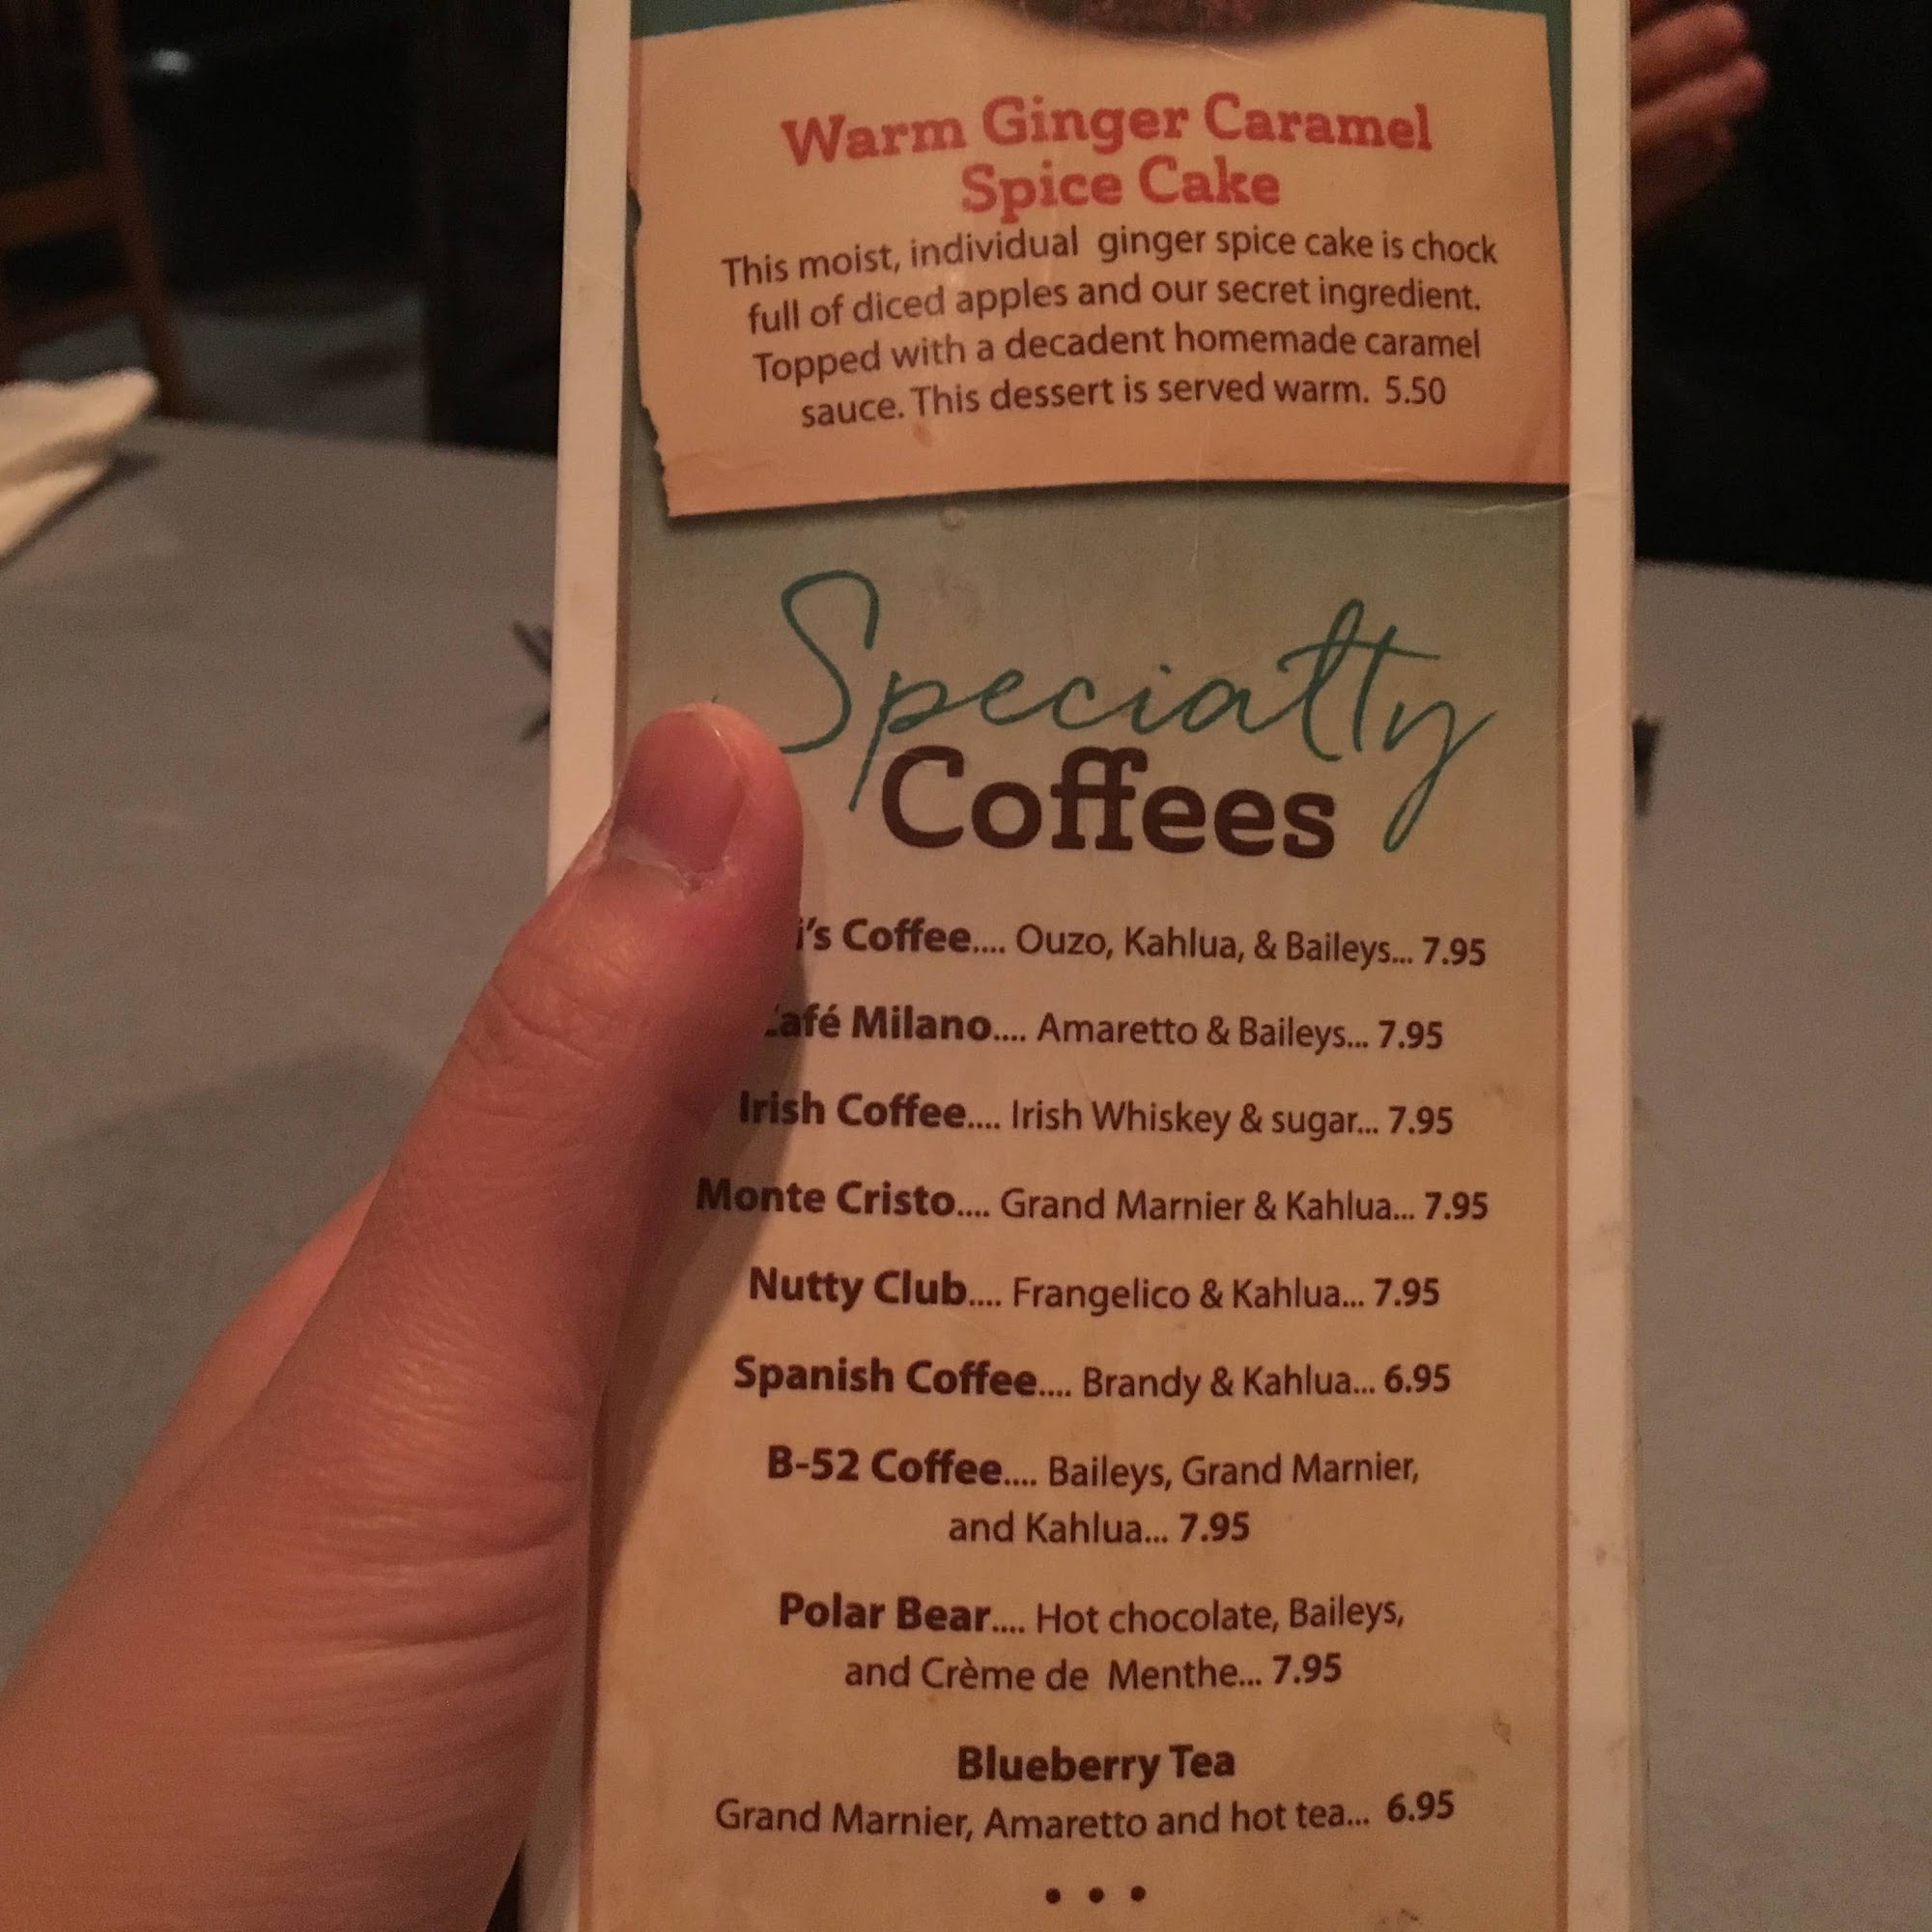 Warm Ginger Caramel
Spice Cake
This moist, individual ginger spice cake is chock
full of diced apples and our secret ingredient.
Topped with a decadent homemade caramel
sauce. This dessert is served warm. 5.50
Specialty
Coffees
Coffee.... Ouzo, Kahlua, & Baileys... 7.95
Café Milano.... Amaretto & Baileys... 7.95
Irish Coffee.... Irish Whiskey & sugar... 7.95
Monte Cristo.... Grand Marnier & Kahlua... 7.95
Nutty Club.... Frangelico & Kahlua... 7.95
Spanish Coffee.... Brandy & Kahlua... 6.95
B-52 Coffee.... Baileys, Grand Marnier,
and Kahlua... 7.95
Polar Bear.... Hot chocolate, Baileys,
and Crème de Menthe... 7.95
Blueberry Tea
Grand Marnier, Amaretto and hot tea... 6.95
• • •